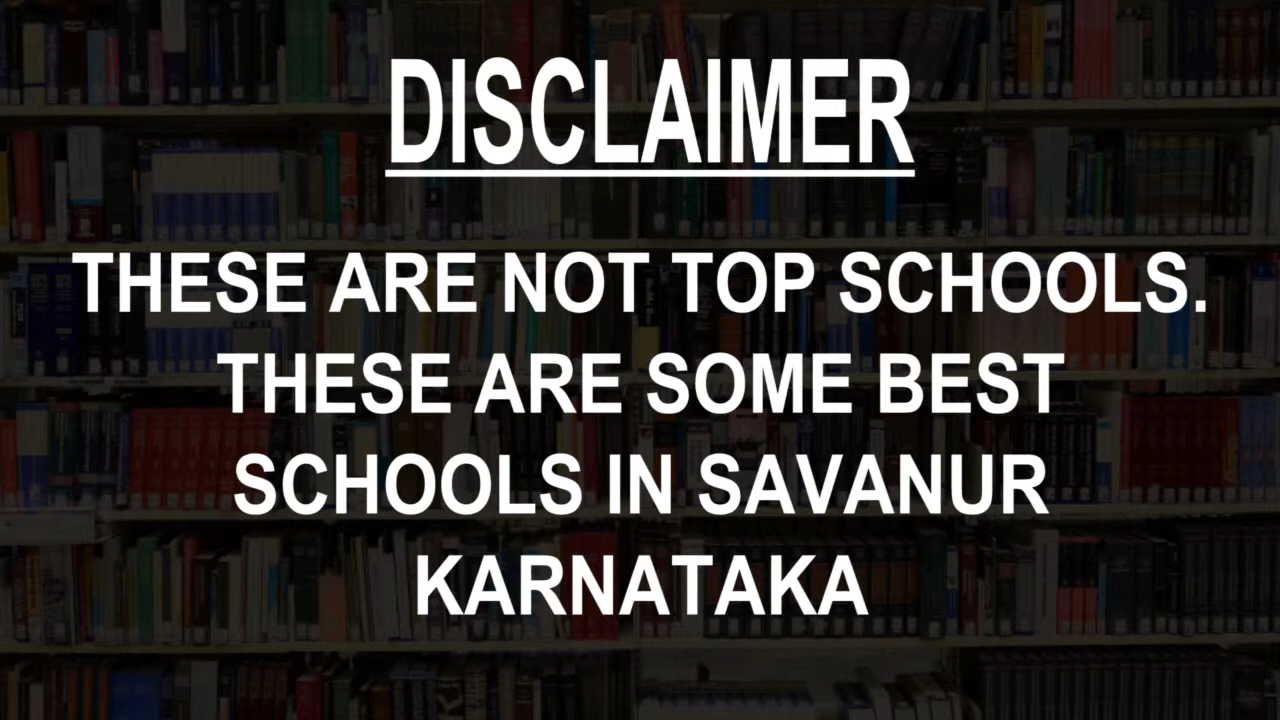 DISCLAIMER
THESE ARE NOT TOP SCHOOLS.
THESE ARE SOME BEST
SCHOOLS IN SAVANUR
KARNATAKA